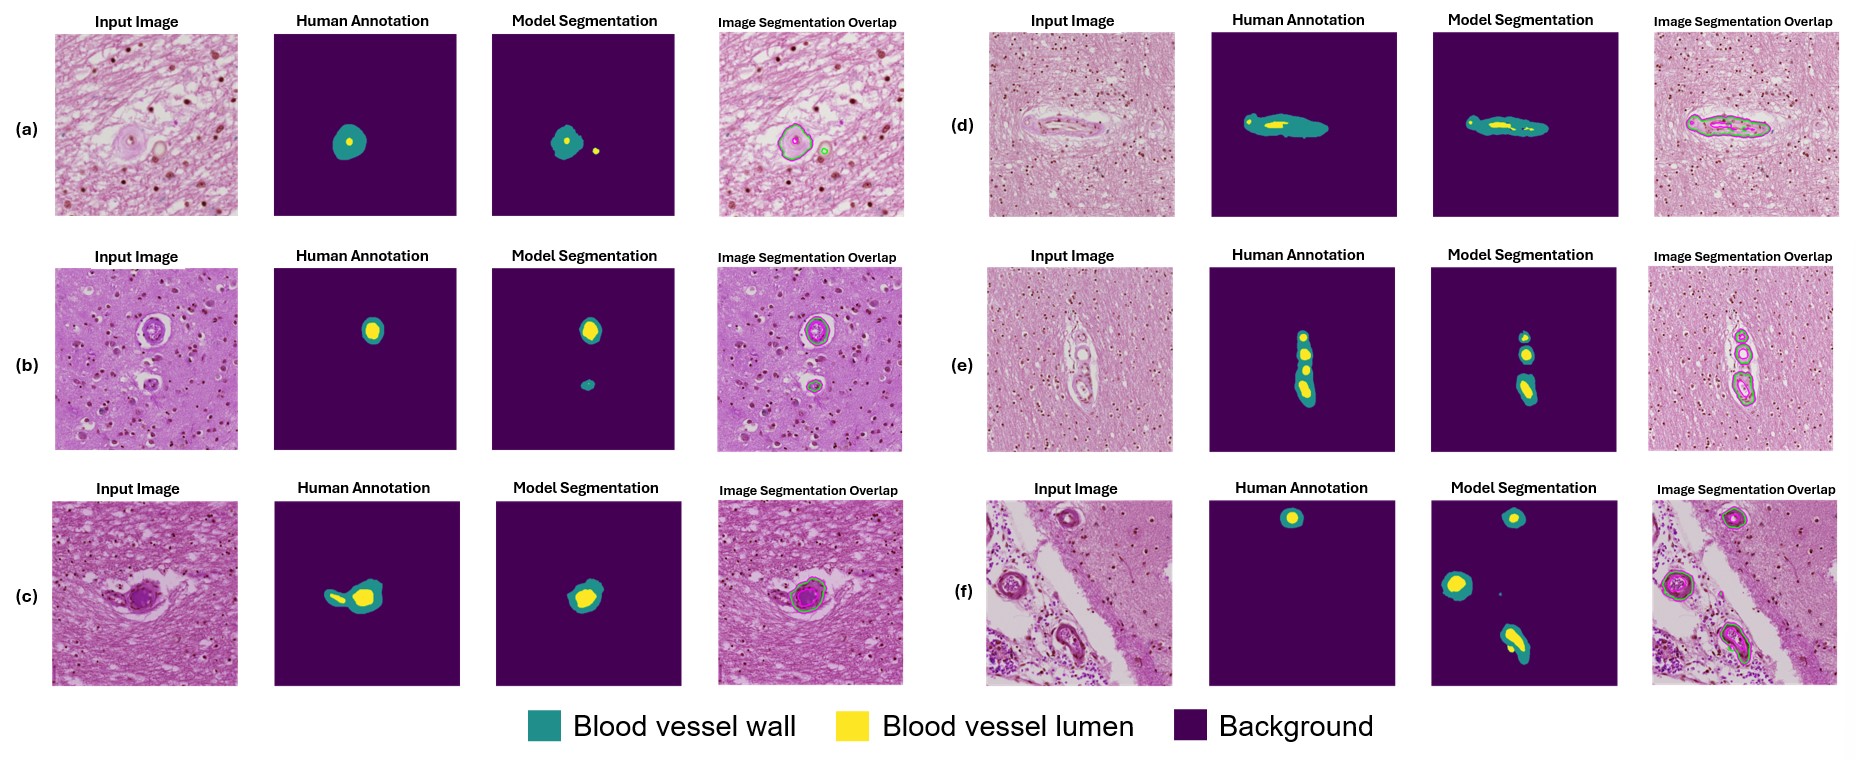 Input Image Human Annotation Model Segmentation Image Segmentation Overlap
(a)
Input Image Human Annotation Model Segmentation Image Segmentation Overlap
(b)
Input Image Human Annotation Model Segmentation Image Segmentation Overlap
(c)
Input Image Human Annotation Model Segmentation Image Segmentation Overlap
(d)
Input Image Human Annotation Model Segmentation Image Segmentation Overlap
(e)
Input Image Human Annotation Model Segmentation Image Segmentation Overlap
(f)
Blood vessel wall Blood vessel lumen Background